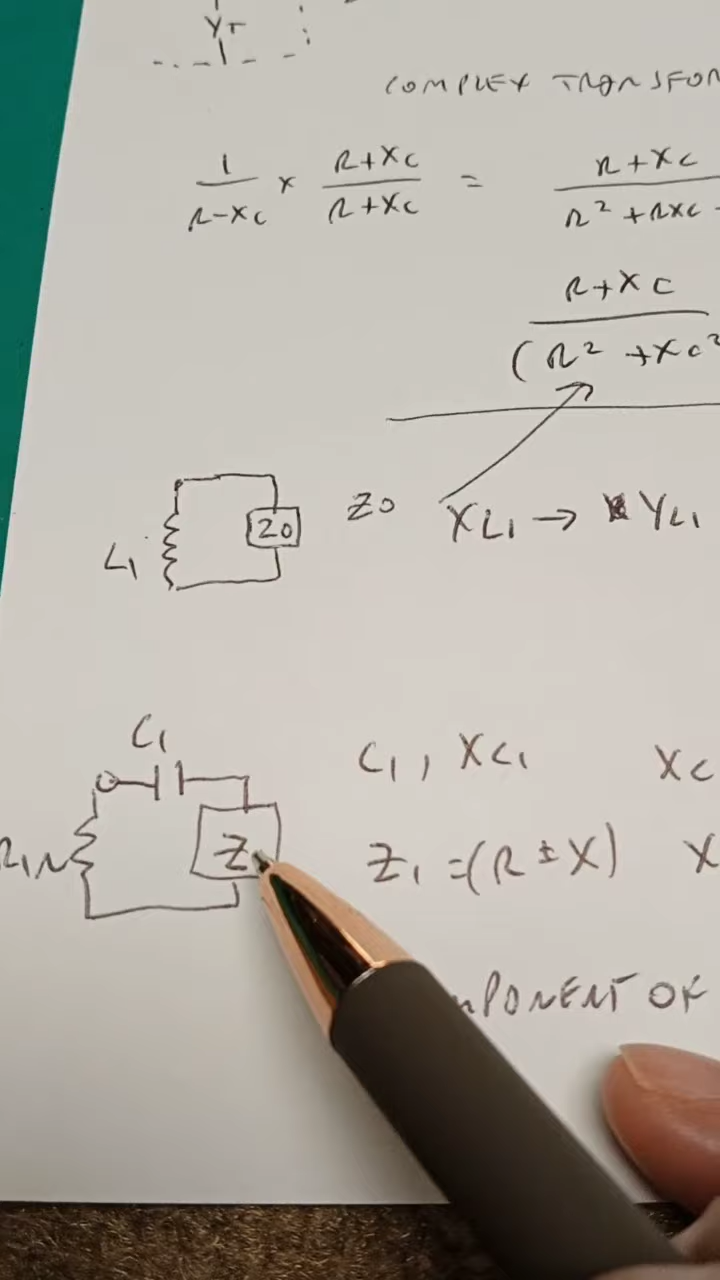 YT
COMPLEX TRANSFOR
1/(R-XC) × (R+XC)/(R+XC) = (R+XC)/(R² + RXC
(R+XC)/((R² + XC²
L1 Z0 Z0 XL1 → YL1
C1 C1, XC1 XC
R1N Z Z1 =(R ± X) X
PONENT OF